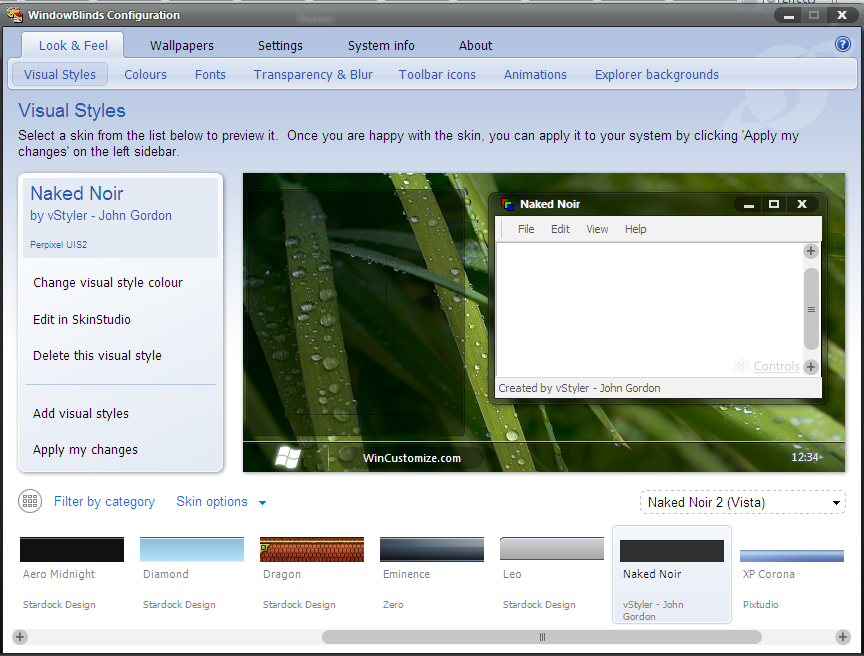 WindowBlinds Configuration
Look & Feel
Wallpapers
Settings
System info
About
?
Visual Styles
Colours
Fonts
Transparency & Blur
Toolbar icons
Animations
Explorer backgrounds
Visual Styles
Select a skin from the list below to preview it. Once you are happy with the skin, you can apply it to your system by clicking 'Apply my
changes' on the left sidebar.
Naked Noir
by vStyler - John Gordon
Perpixel UIS2
Change visual style colour
Edit in SkinStudio
Delete this visual style
Add visual styles
Apply my changes
Naked Noir
File Edit View Help
Controls
Created by vStyler - John Gordon
WinCustomize.com
12:34
Filter by category
Skin options
Naked Noir 2 (Vista)
Aero Midnight
Stardock Design
Diamond
Stardock Design
Dragon
Stardock Design
Eminence
Zero
Leo
Stardock Design
Naked Noir
vStyler - John
Gordon
XP Corona
Pixtudio